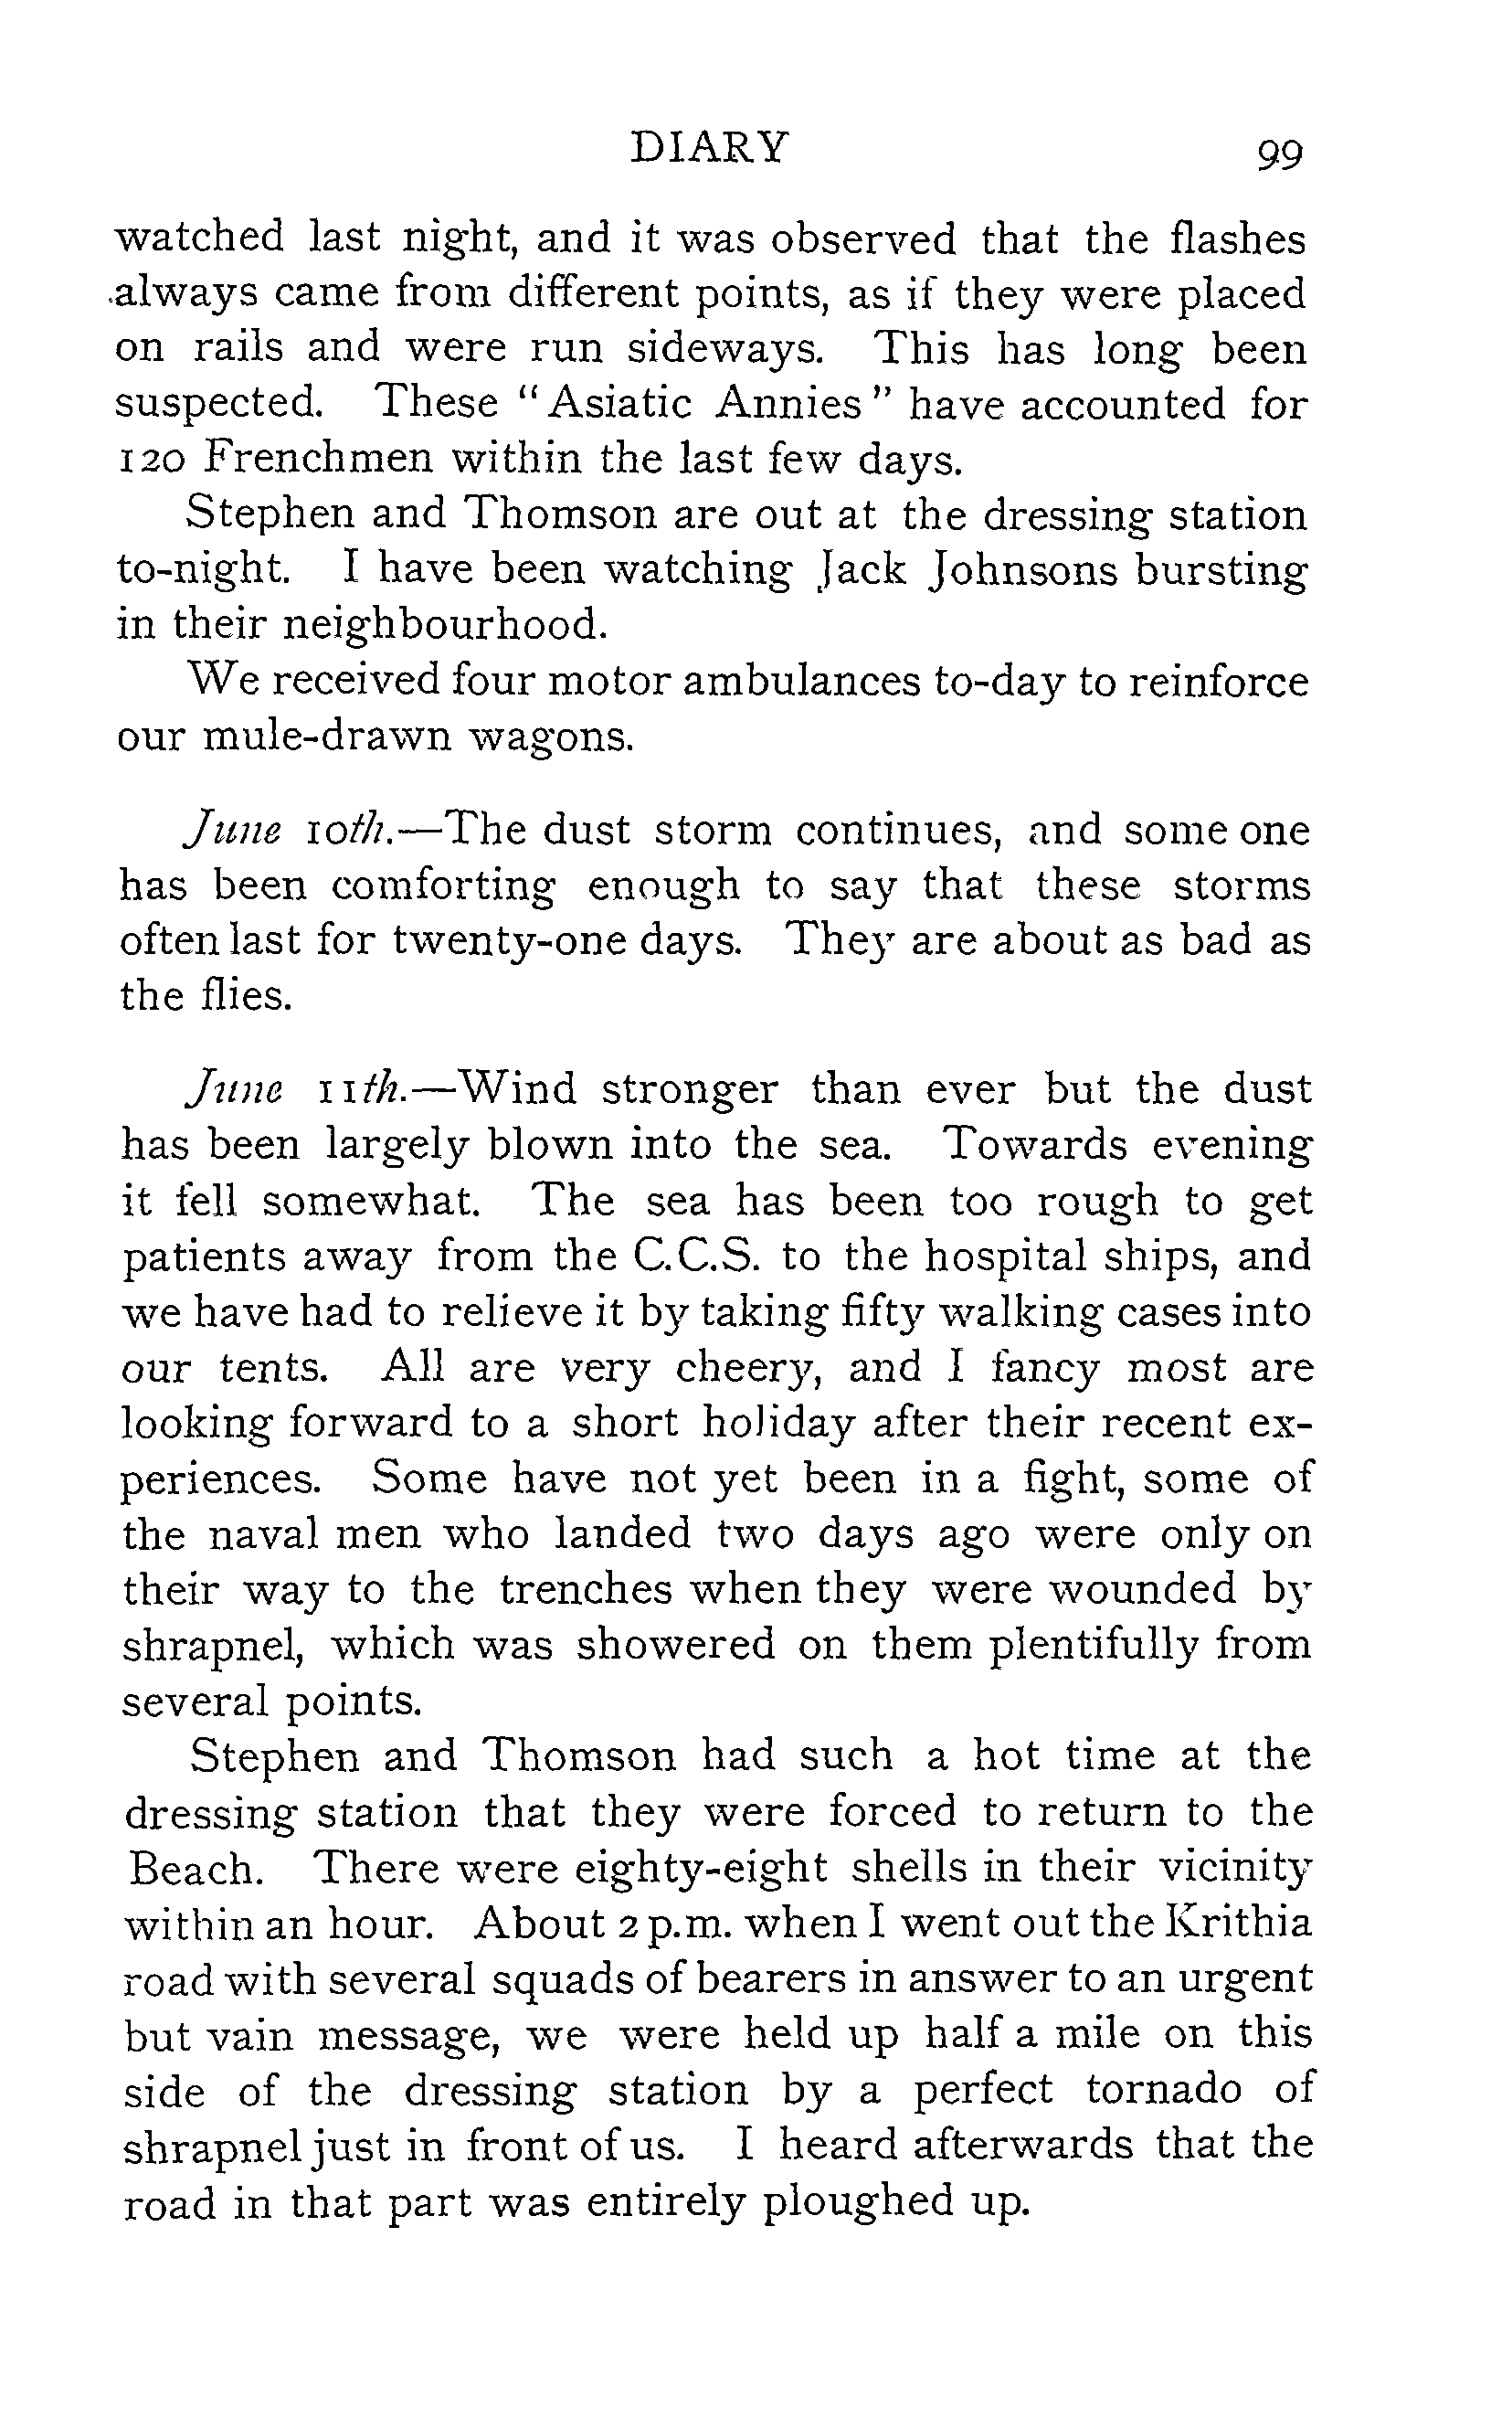 DIARY 99
watched last night, and it was observed that the flashes
always came from different points, as if they were placed
on rails and were run sideways. This has long been
suspected. These "Asiatic Annies" have accounted for
120 Frenchmen within the last few days.
Stephen and Thomson are out at the dressing station
to-night. I have been watching Jack Johnsons bursting
in their neighbourhood.
We received four motor ambulances to-day to reinforce
our mule-drawn wagons.
June 10th.—The dust storm continues, and some one
has been comforting enough to say that these storms
often last for twenty-one days. They are about as bad as
the flies.
June 11th.—Wind stronger than ever but the dust
has been largely blown into the sea. Towards evening
it fell somewhat. The sea has been too rough to get
patients away from the C.C.S. to the hospital ships, and
we have had to relieve it by taking fifty walking cases into
our tents. All are very cheery, and I fancy most are
looking forward to a short holiday after their recent ex-
periences. Some have not yet been in a fight, some of
the naval men who landed two days ago were only on
their way to the trenches when they were wounded by
shrapnel, which was showered on them plentifully from
several points.
Stephen and Thomson had such a hot time at the
dressing station that they were forced to return to the
Beach. There were eighty-eight shells in their vicinity
within an hour. About 2 p.m. when I went out the Krithia
road with several squads of bearers in answer to an urgent
but vain message, we were held up half a mile on this
side of the dressing station by a perfect tornado of
shrapnel just in front of us. I heard afterwards that the
road in that part was entirely ploughed up.